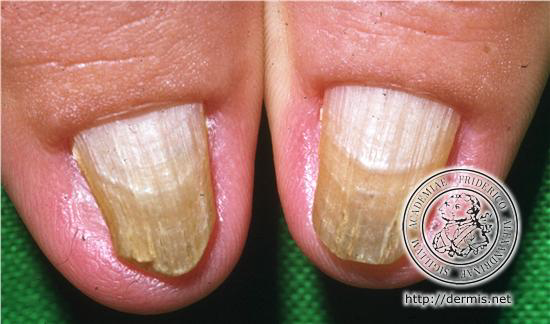 SIGILLUM ACADEMIAE FRIDERICO ALEXANDRINAE
http://dermis.net